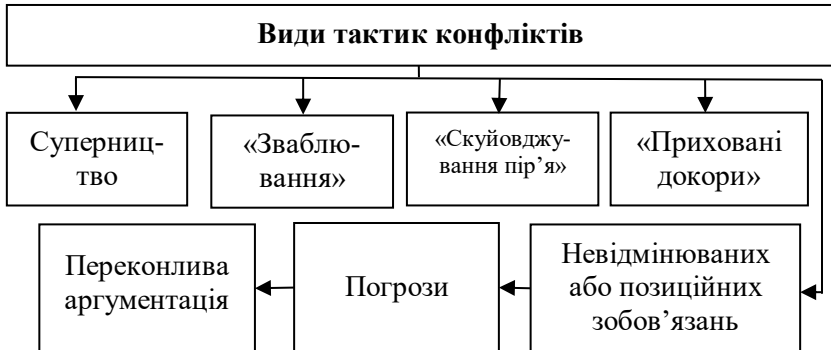 Види тактик конфліктів
Суперниц-
тво
«Зваблю-
вання»
«Скуйовджу-
вання пір’я»
«Приховані
докори»
Переконлива
аргументація
Погрози
Невідмінюваних
або позиційних
зобов’язань